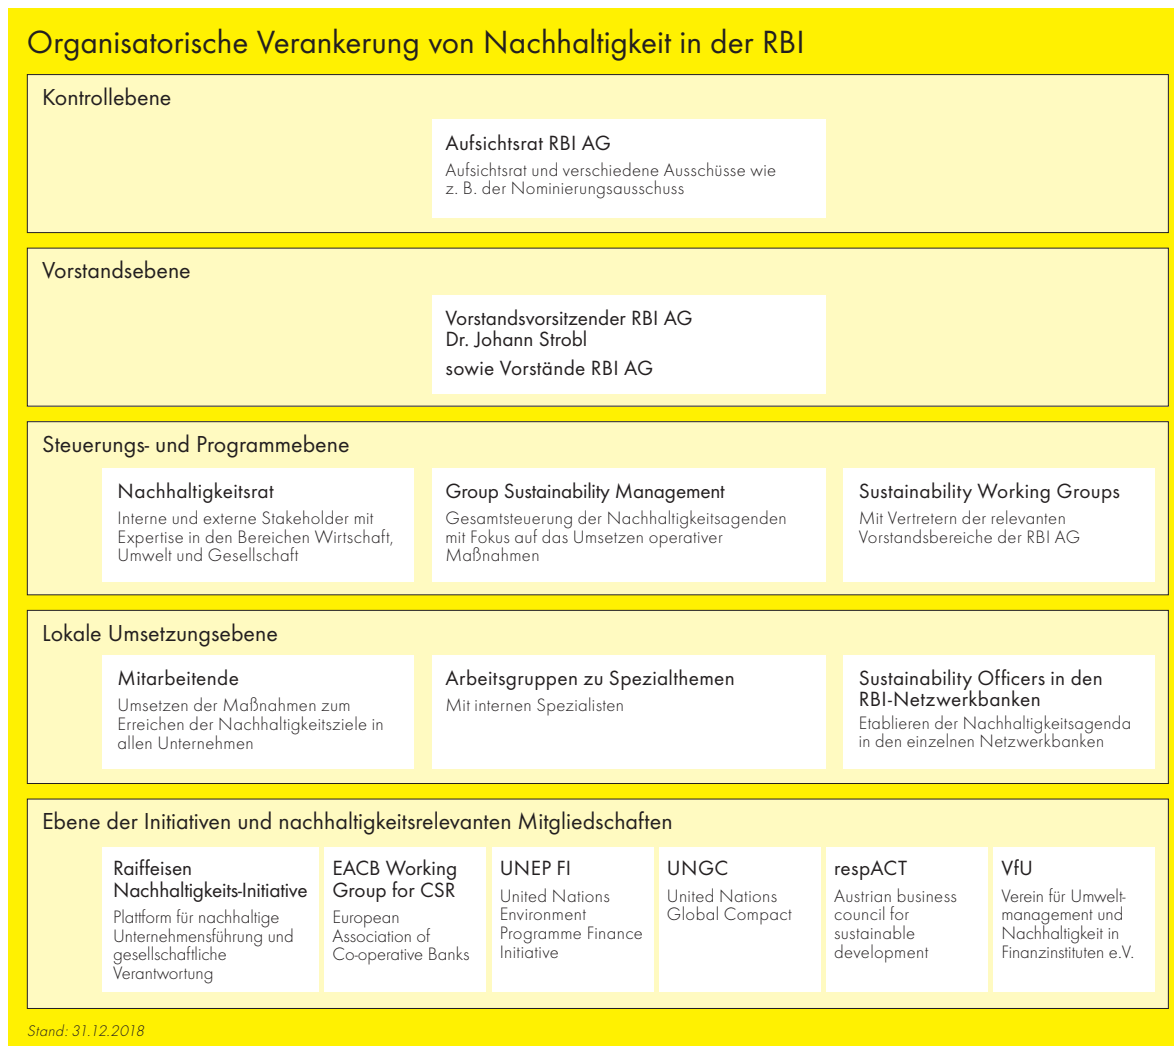 Organisatorische Verankerung von Nachhaltigkeit in der RBI
Kontrollebene
Aufsichtsrat RBI AG
Aufsichtsrat und verschiedene Ausschüsse wie
z. B. der Nominierungsausschuss
Vorstandsebene
Vorstandsvorsitzender RBI AG
Dr. Johann Strobl
sowie Vorstände RBI AG
Steuerungs- und Programmebene
Nachhaltigkeitsrat
Interne und externe Stakeholder mit
Expertise in den Bereichen Wirtschaft,
Umwelt und Gesellschaft
Group Sustainability Management
Gesamtsteuerung der Nachhaltigkeitsagenden
mit Fokus auf das Umsetzen operativer
Maßnahmen
Sustainability Working Groups
Mit Vertretern der relevanten
Vorstandsbereiche der RBI AG
Lokale Umsetzungsebene
Mitarbeitende
Umsetzen der Maßnahmen zum
Erreichen der Nachhaltigkeitsziele in
allen Unternehmen
Arbeitsgruppen zu Spezialthemen
Mit internen Spezialisten
Sustainability Officers in den
RBI-Netzwerkbanken
Etablieren der Nachhaltigkeitsagenda
in den einzelnen Netzwerkbanken
Ebene der Initiativen und nachhaltigkeitsrelevanten Mitgliedschaften
Raiffeisen
Nachhaltigkeits-Initiative
Plattform für nachhaltige
Unternehmensführung und
gesellschaftliche
Verantwortung
EACB Working
Group for CSR
European
Association of
Co-operative Banks
UNEP FI
United Nations
Environment
Programme Finance
Initiative
UNGC
United Nations
Global Compact
respACT
Austrian business
council for
sustainable
development
VfU
Verein für Umwelt-
management und
Nachhaltigkeit in
Finanzinstituten e.V.
Stand: 31.12.2018